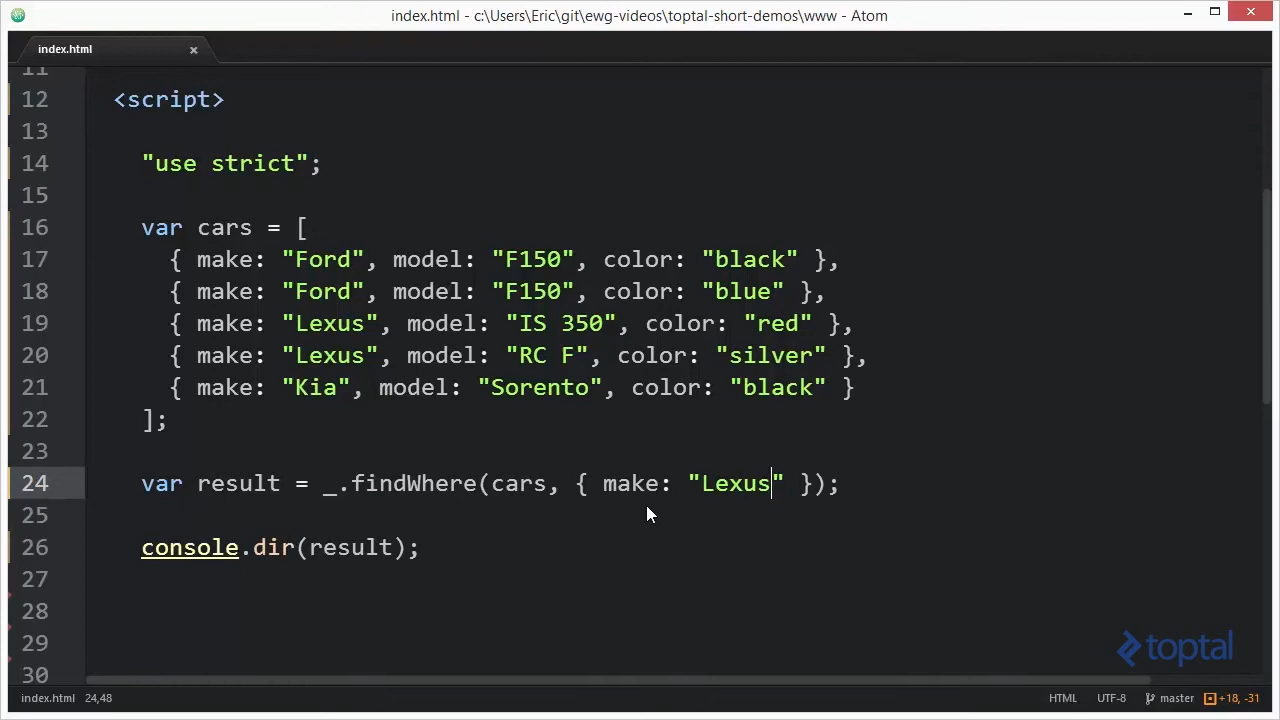 index.html - c:\Users\Eric\git\ewg-videos\toptal-short-demos\www - Atom
index.html
11
12 <script>
13
14 "use strict";
15
16 var cars = [
17 { make: "Ford", model: "F150", color: "black" },
18 { make: "Ford", model: "F150", color: "blue" },
19 { make: "Lexus", model: "IS 350", color: "red" },
20 { make: "Lexus", model: "RC F", color: "silver" },
21 { make: "Kia", model: "Sorento", color: "black" }
22 ];
23
24 var result = _.findWhere(cars, { make: "Lexus" });
25
26 console.dir(result);
27
28
29
30
toptal
index.html 24,48 HTML UTF-8 master +18, -31